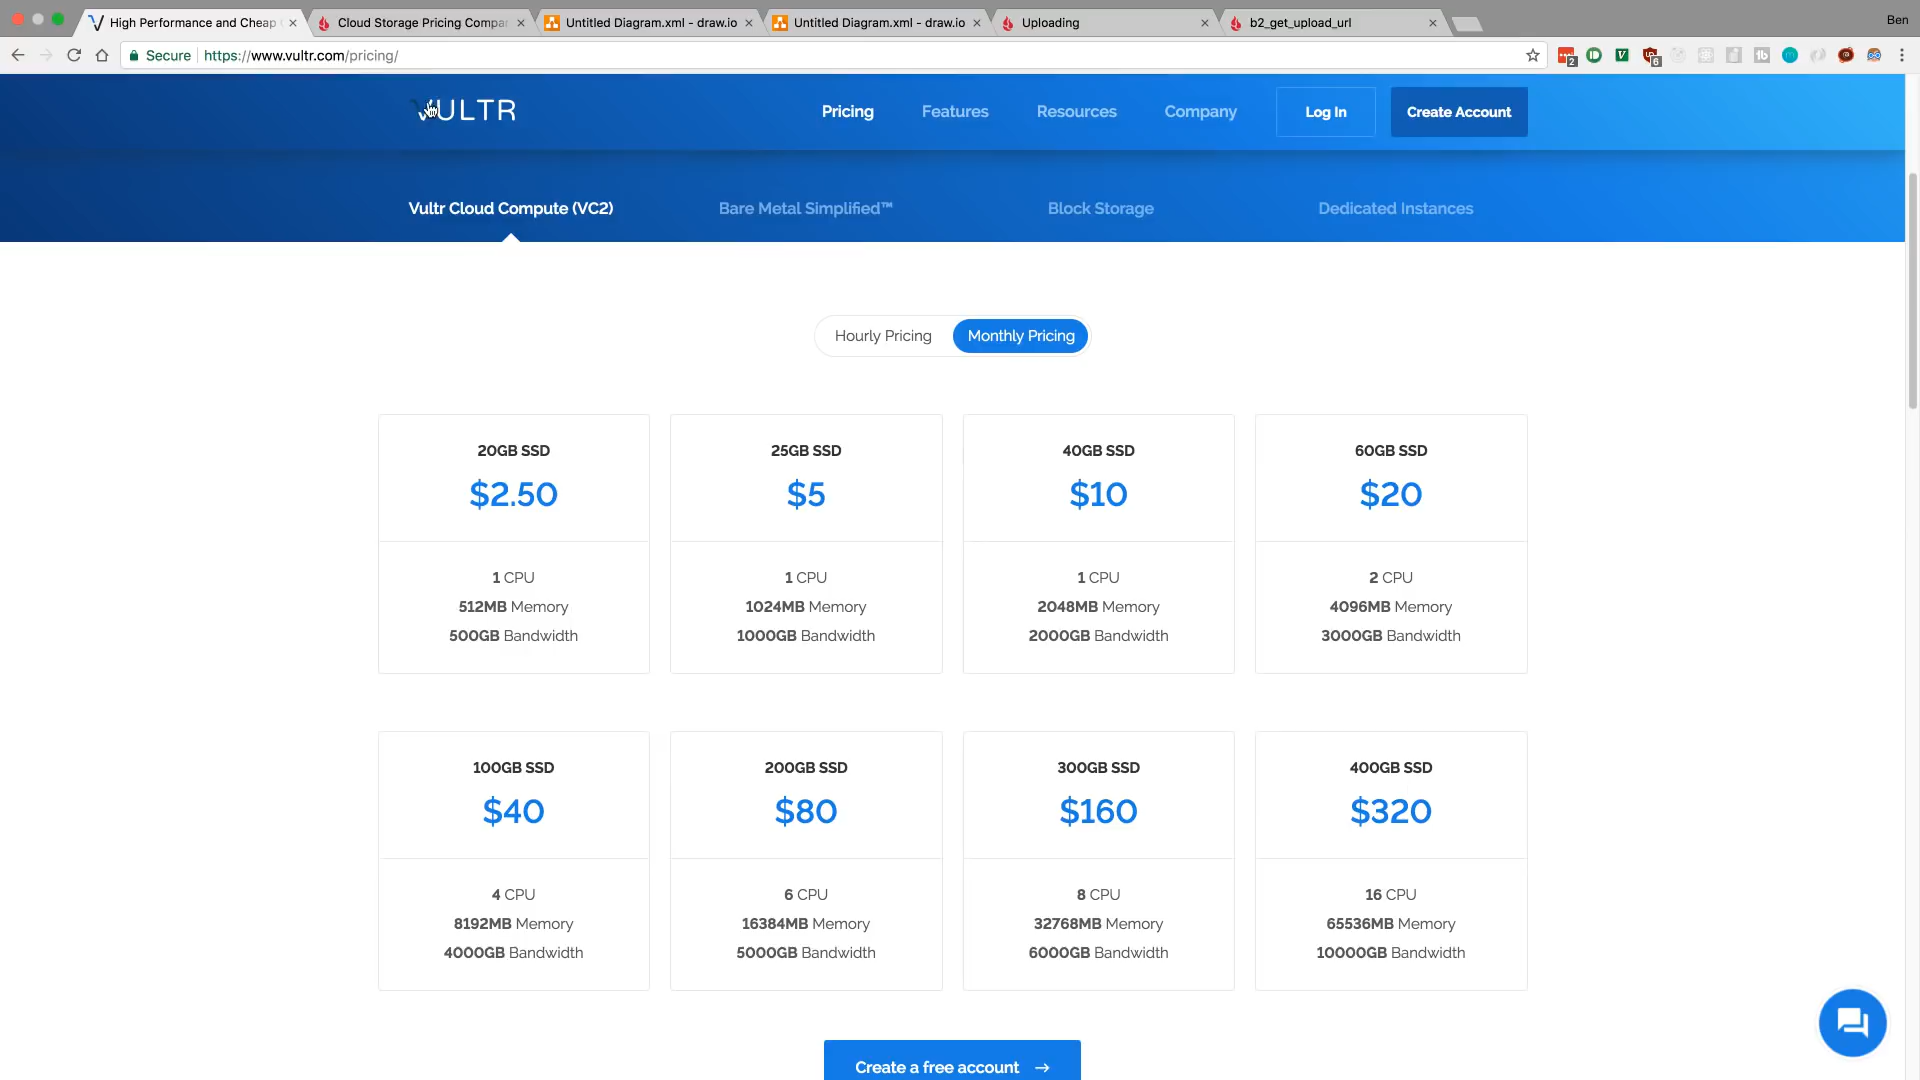 High Performance and Cheap
Cloud Storage Pricing Compar
Untitled Diagram.xml - draw.io
Untitled Diagram.xml - draw.io
Uploading
b2_get_upload_url
Ben
Secure
https://www.vultr.com/pricing/
2
6
VULTR
Pricing
Features
Resources
Company
Log In
Create Account
Vultr Cloud Compute (VC2)
Bare Metal Simplified™
Block Storage
Dedicated Instances
Hourly Pricing
Monthly Pricing
20GB SSD
$2.50
1 CPU
512MB Memory
500GB Bandwidth
25GB SSD
$5
1 CPU
1024MB Memory
1000GB Bandwidth
40GB SSD
$10
1 CPU
2048MB Memory
2000GB Bandwidth
60GB SSD
$20
2 CPU
4096MB Memory
3000GB Bandwidth
100GB SSD
$40
4 CPU
8192MB Memory
4000GB Bandwidth
200GB SSD
$80
6 CPU
16384MB Memory
5000GB Bandwidth
300GB SSD
$160
8 CPU
32768MB Memory
6000GB Bandwidth
400GB SSD
$320
16 CPU
65536MB Memory
10000GB Bandwidth
Create a free account →